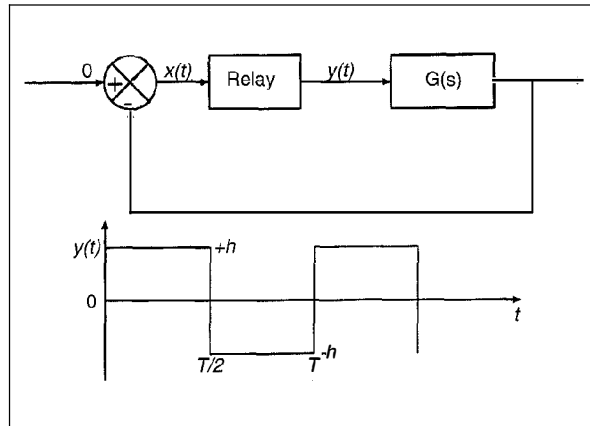 0 x(t) Relay y(t) G(s)
+
-
y(t) +h
0
t
T/2 T -h